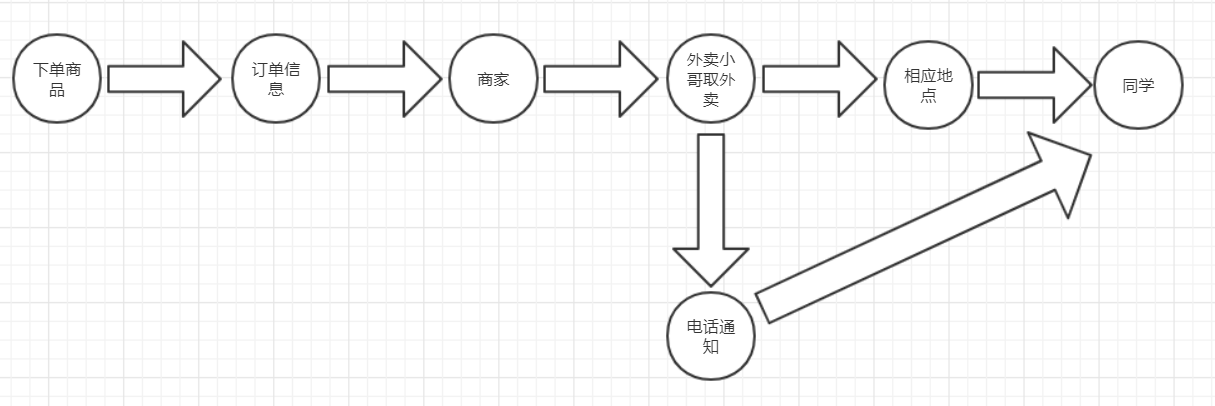 下单商
品
订单信
息
商家
外卖小
哥取外
卖
相应地
点
同学
电话通
知